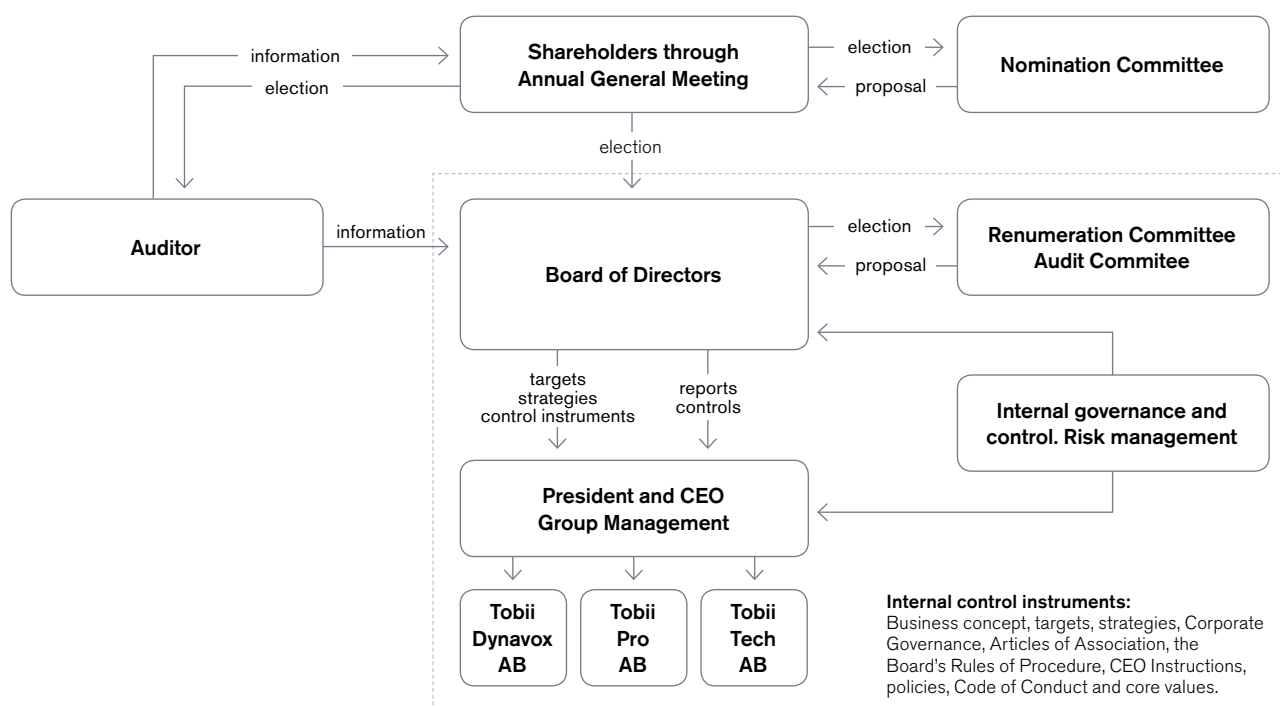 information
election
Shareholders through
Annual General Meeting
election
proposal
Nomination Committee
election
Auditor
information
Board of Directors
election
proposal
Renumeration Committee
Audit Commitee
targets
strategies
control instruments
reports
controls
Internal governance and
control. Risk management
President and CEO
Group Management
Tobii
Dynavox
AB
Tobii
Pro
AB
Tobii
Tech
AB
Internal control instruments:
Business concept, targets, strategies, Corporate
Governance, Articles of Association, the
Board’s Rules of Procedure, CEO Instructions,
policies, Code of Conduct and core values.